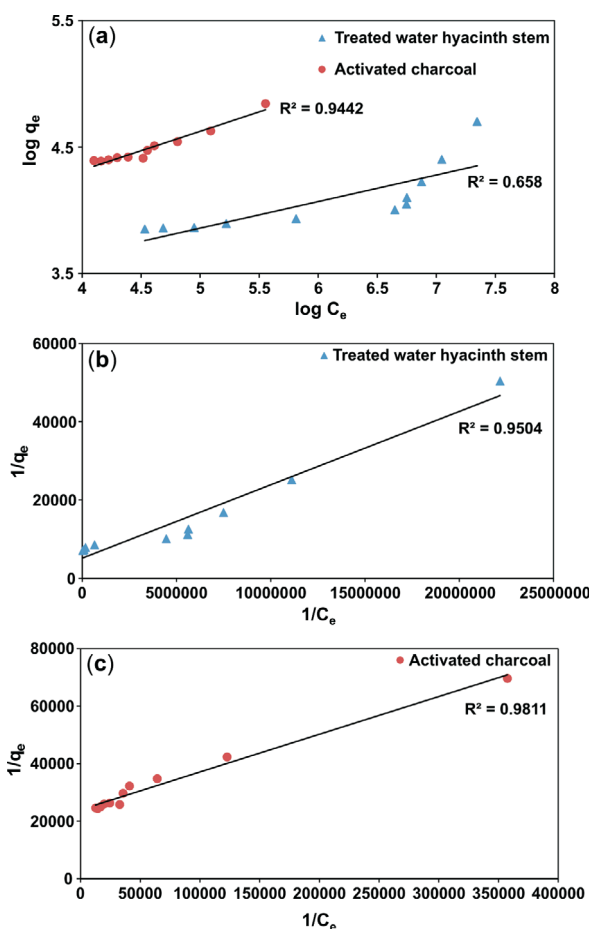 (a)
Treated water hyacinth stem
Activated charcoal
R² = 0.9442
R² = 0.658
log qₑ
5.5
4.5
3.5
4 4.5 5 5.5 6 6.5 7 7.5 8
log Cₑ
(b)
Treated water hyacinth stem
R² = 0.9504
1/qₑ
60000
40000
20000
0
0 5000000 10000000 15000000 20000000 25000000
1/Cₑ
(c)
Activated charcoal
R² = 0.9811
1/qₑ
80000
60000
40000
20000
0
0 50000 100000 150000 200000 250000 300000 350000 400000
1/Cₑ